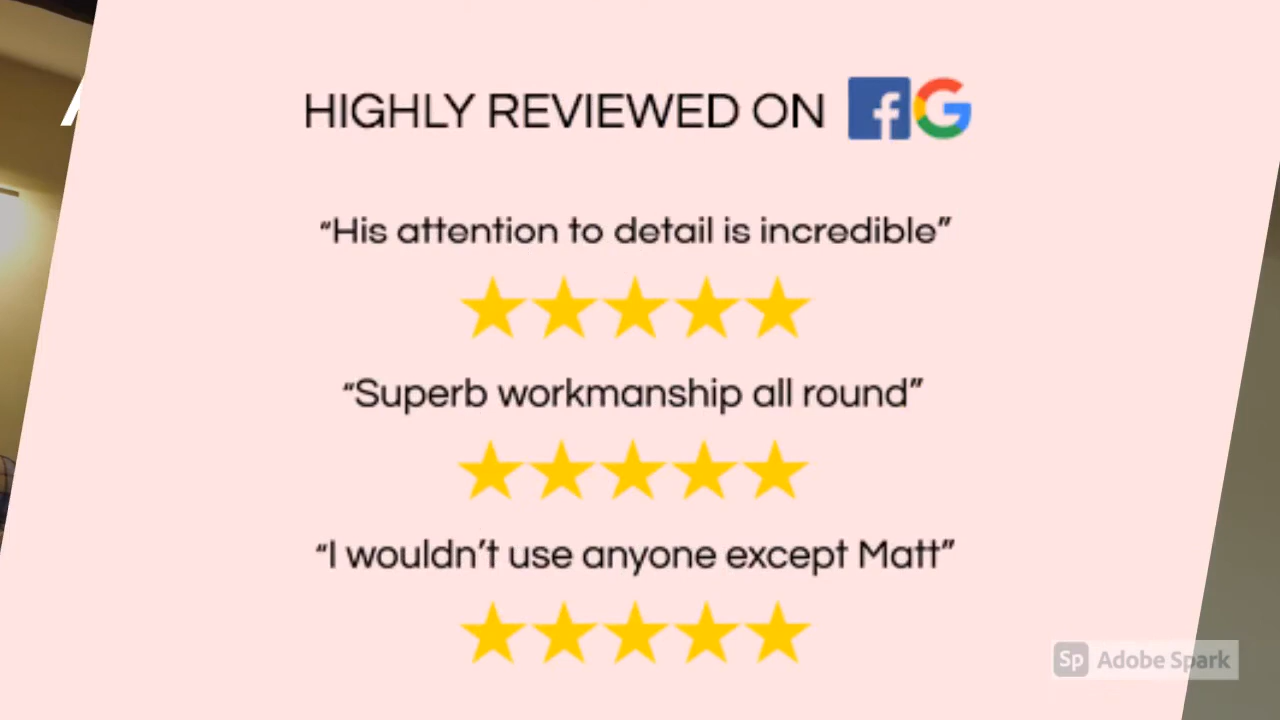 HIGHLY REVIEWED ON
“His attention to detail is incredible”
“Superb workmanship all round”
“I wouldn’t use anyone except Matt”
Sp Adobe Spark